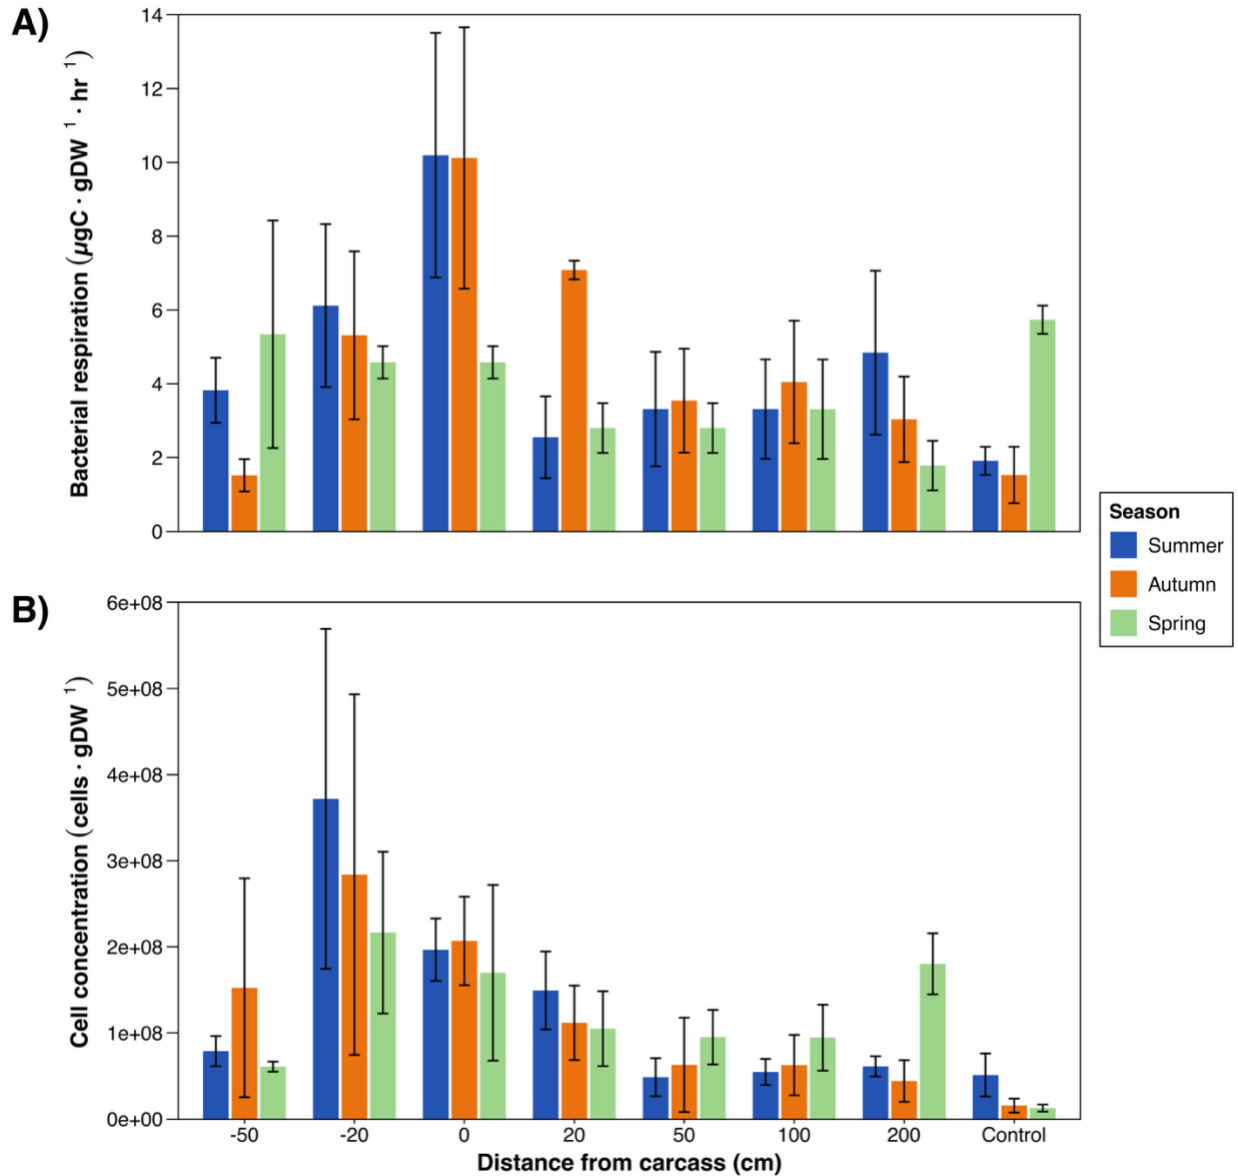 A)
Bacterial respiration (µgC · gDW 1 · hr 1)
14
12
10
8
6
4
2
0
Season
Summer
Autumn
Spring
B)
Cell concentration (cells · gDW 1)
6e+08
5e+08
4e+08
3e+08
2e+08
1e+08
0e+00
-50 -20 0 20 50 100 200 Control
Distance from carcass (cm)